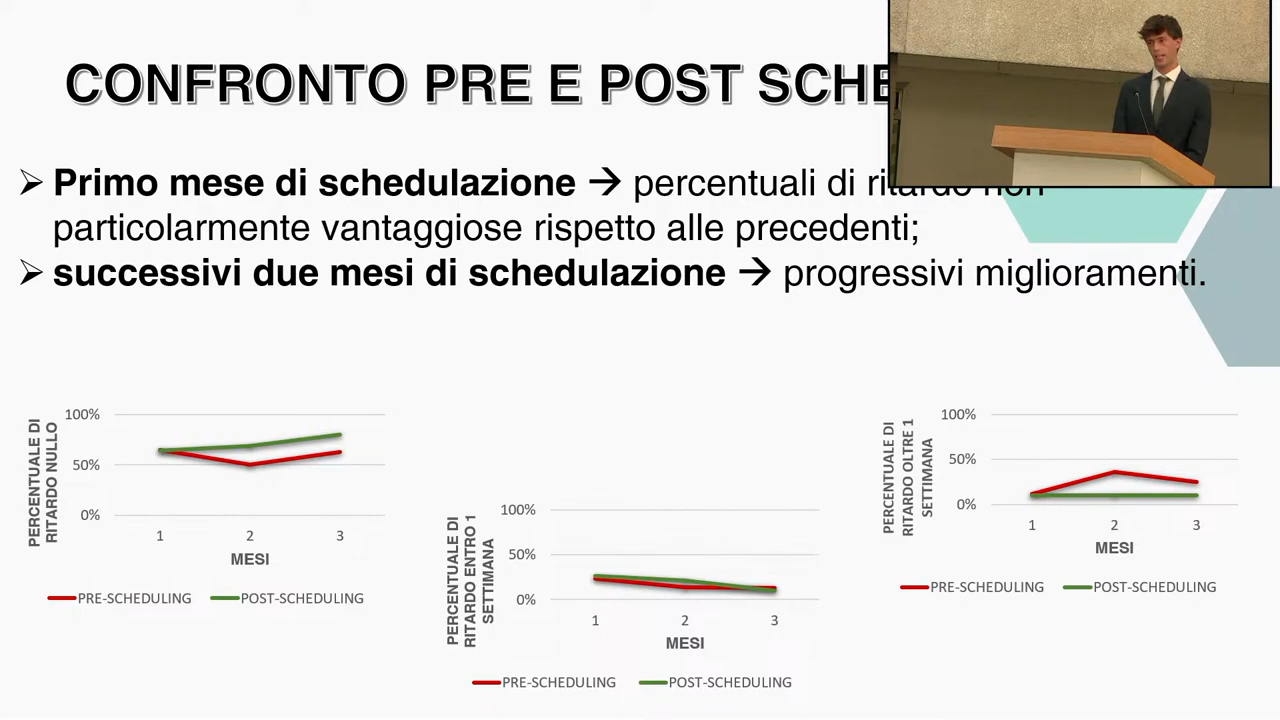 CONFRONTO PRE E POST
➢ Primo mese di schedulazione → percentuali di ritardo non
particolarmente vantaggiose rispetto alle precedenti;
➢ successivi due mesi di schedulazione → progressivi miglioramenti.
PERCENTUALE DI
RITARDO NULLO
100%
50%
0%
1 2 3
MESI
PRE-SCHEDULING POST-SCHEDULING
PERCENTUALE DI
RITARDO ENTRO 1
SETTIMANA
100%
50%
0%
1 2 3
MESI
PRE-SCHEDULING POST-SCHEDULING
PERCENTUALE DI
RITARDO OLTRE 1
SETTIMANA
100%
50%
0%
1 2 3
MESI
PRE-SCHEDULING POST-SCHEDULING